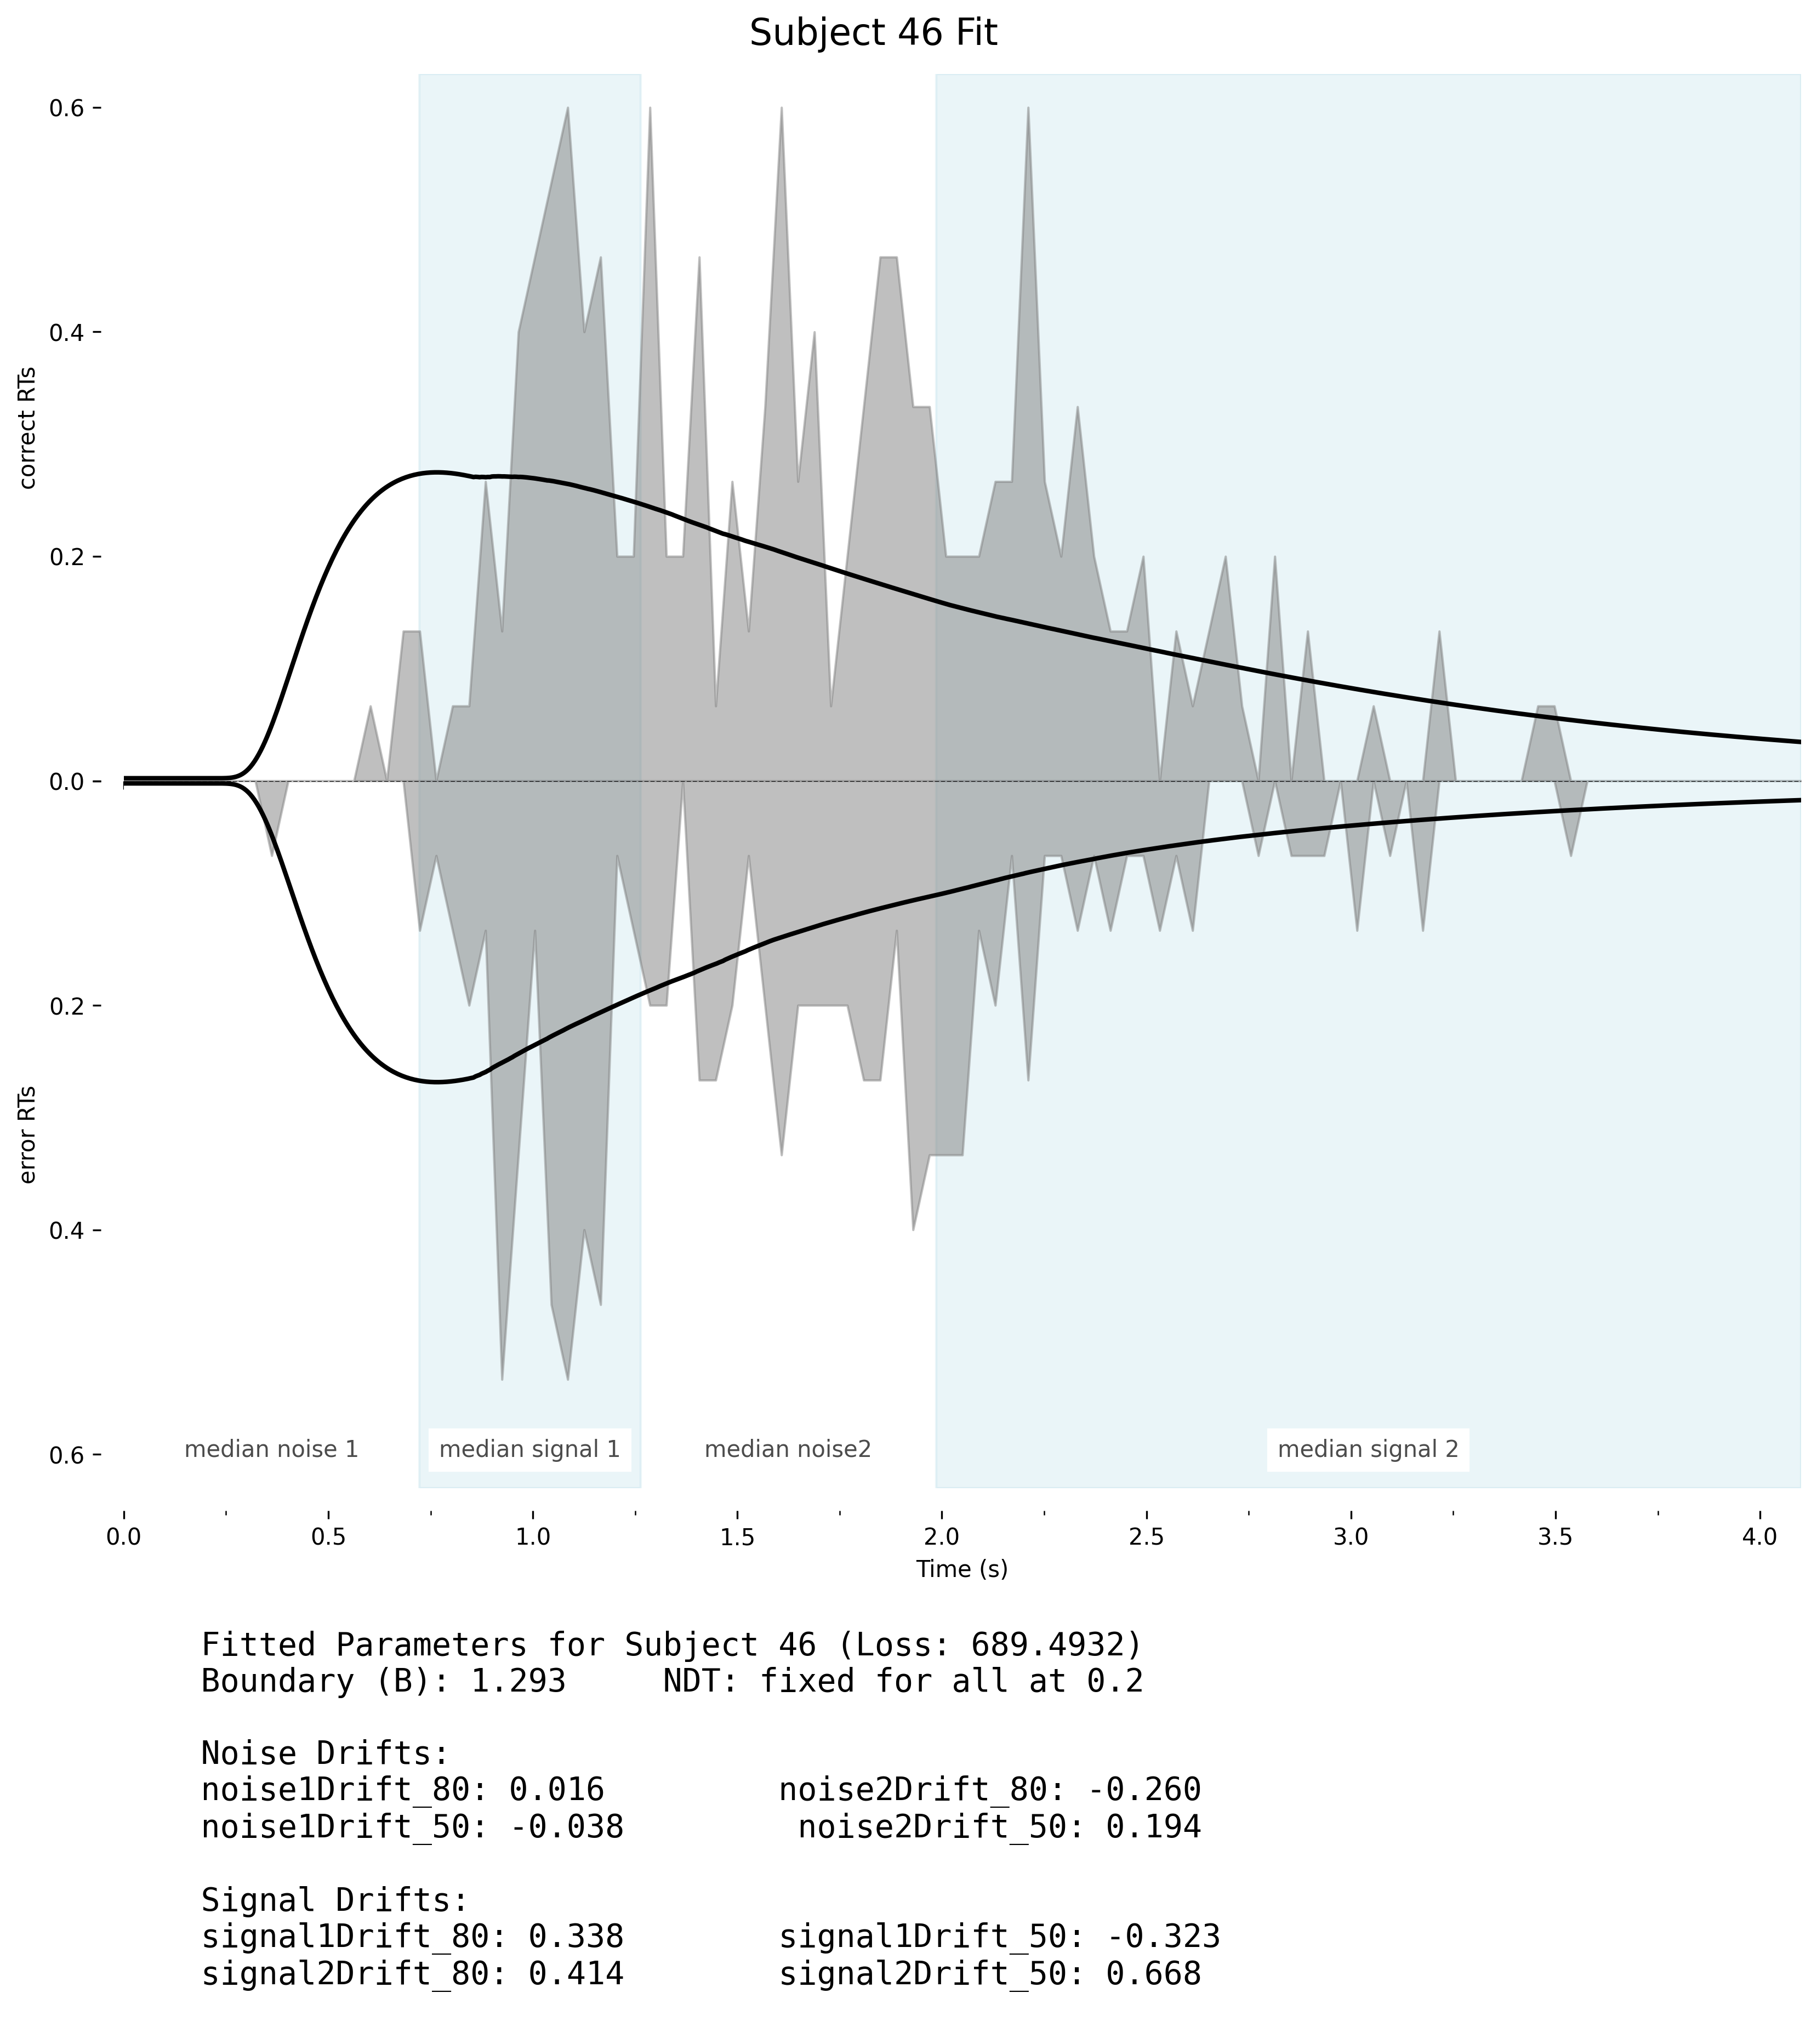 Subject 46 Fit
0.6
0.4
0.2
0.0
0.2
0.4
0.6
correct RTs
error RTs
median noise 1
median signal 1
median noise2
median signal 2
0.0 0.5 1.0 1.5 2.0 2.5 3.0 3.5 4.0
Time (s)
Fitted Parameters for Subject 46 (Loss: 689.4932)
Boundary (B): 1.293 NDT: fixed for all at 0.2
Noise Drifts:
noise1Drift_80: 0.016 noise2Drift_80: -0.260
noise1Drift_50: -0.038 noise2Drift_50: 0.194
Signal Drifts:
signal1Drift_80: 0.338 signal1Drift_50: -0.323
signal2Drift_80: 0.414 signal2Drift_50: 0.668